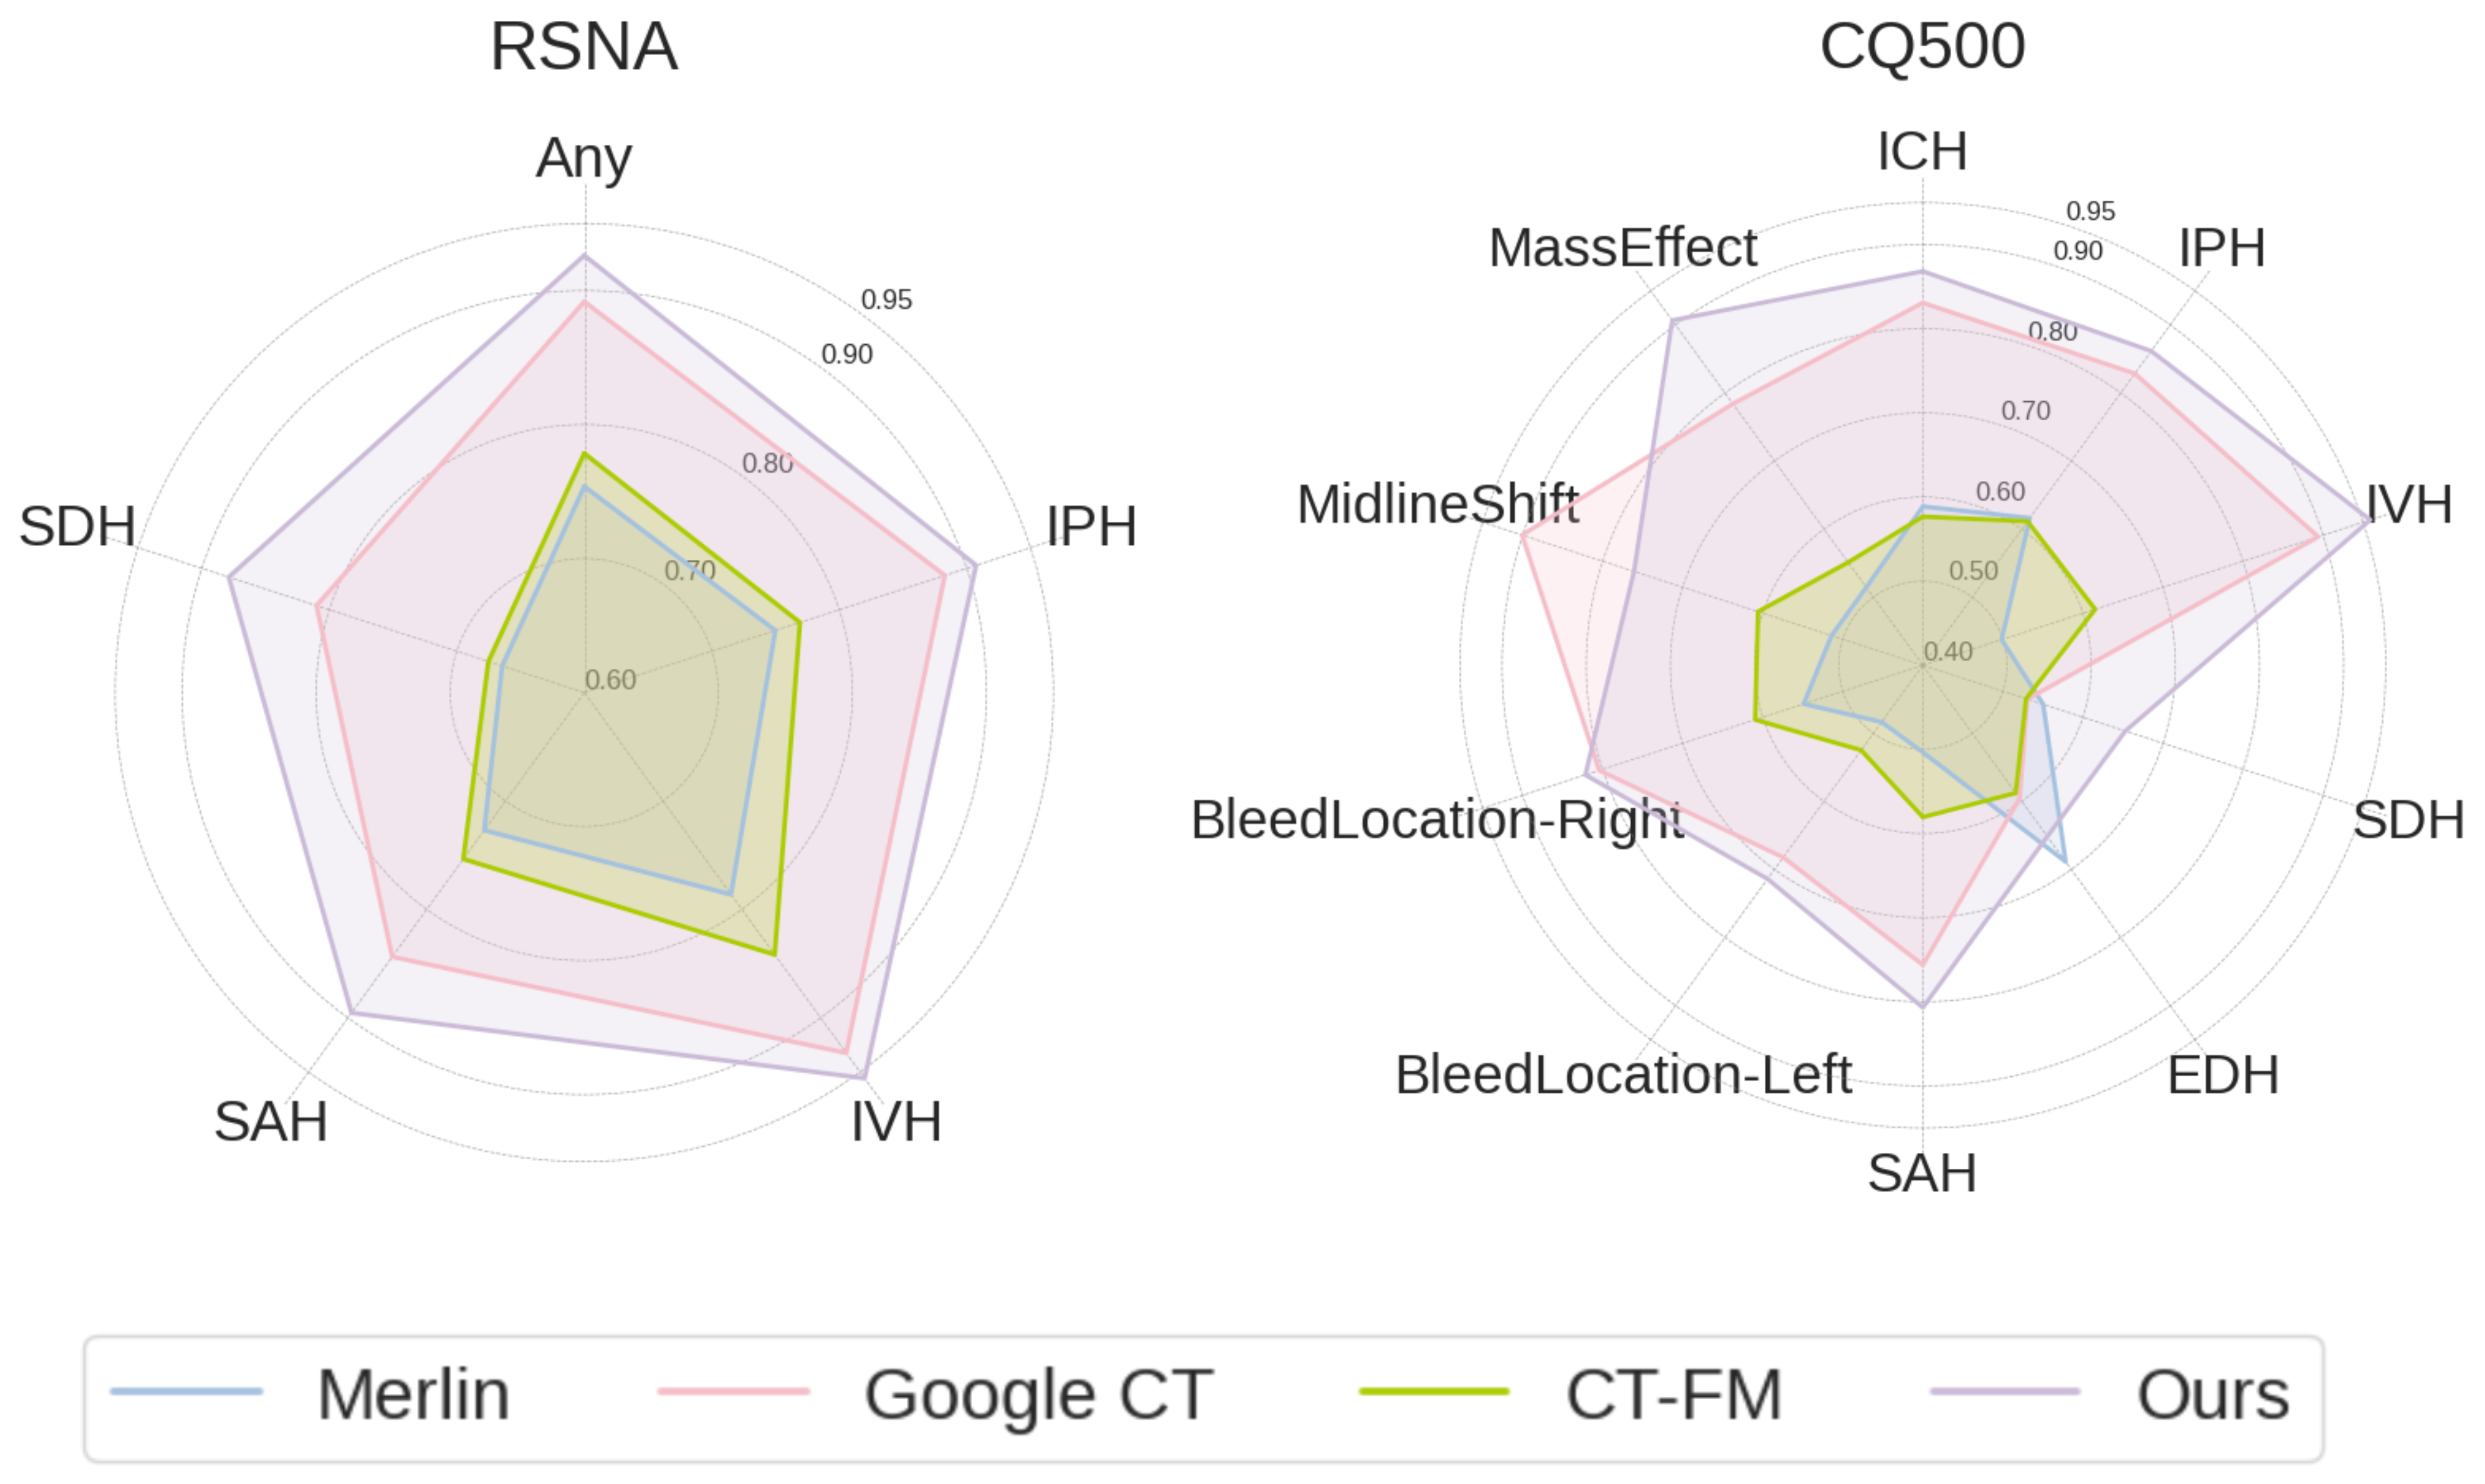 RSNA
Any
0.95
0.90
0.80
0.70
0.60
SDH
IPH
SAH
IVH
CQ500
ICH
0.95
0.90
0.80
0.70
0.60
0.50
0.40
MassEffect
IPH
MidlineShift
IVH
BleedLocation-Right
SDH
BleedLocation-Left
EDH
SAH
Merlin Google CT CT-FM Ours